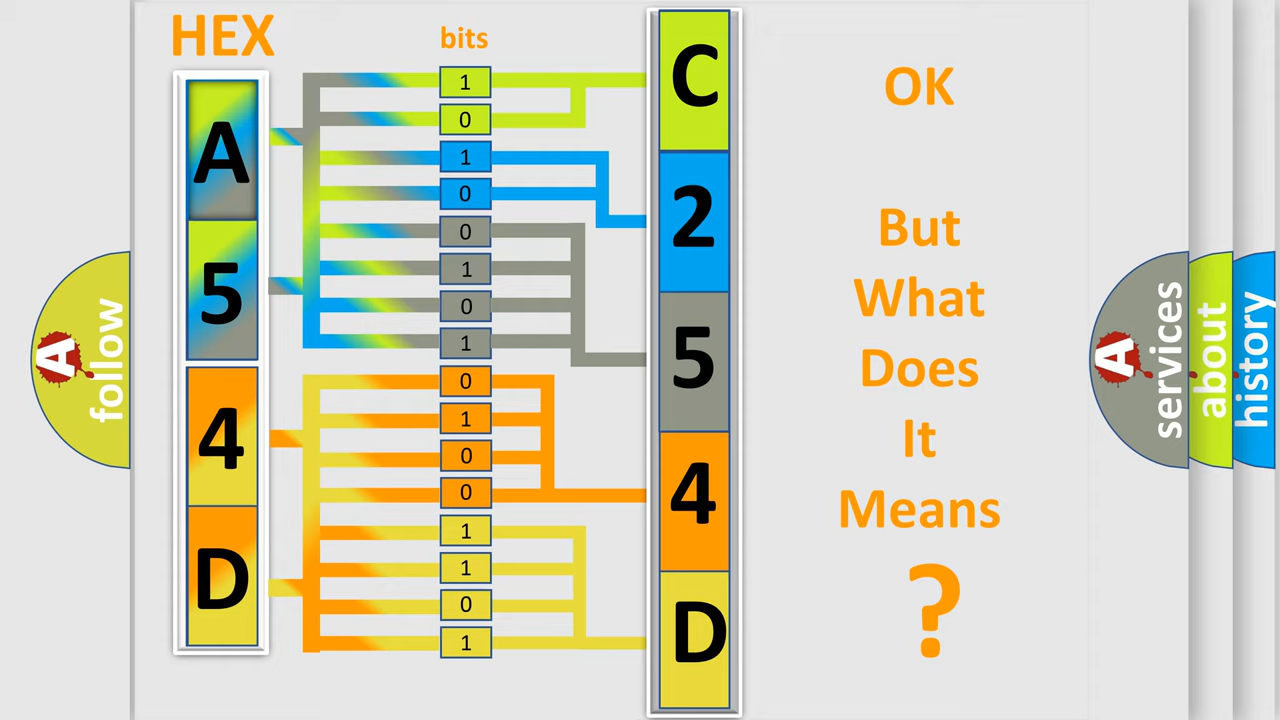 HEX
bits
A
5
4
D
1
0
1
0
0
1
0
1
0
1
0
0
1
1
0
1
C
2
5
4
D
OK
But
What
Does
It
Means
?
A
follow
A
services
about
history